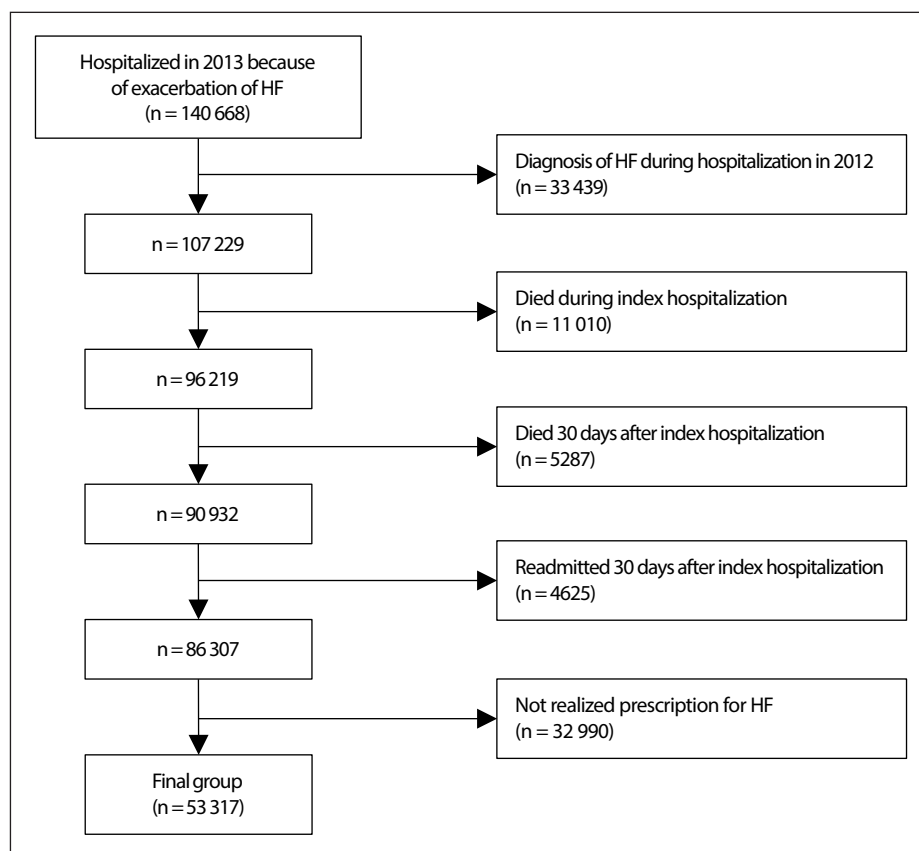 Hospitalized in 2013 because
of exacerbation of HF
(n = 140 668)
Diagnosis of HF during hospitalization in 2012
(n = 33 439)
n = 107 229
Died during index hospitalization
(n = 11 010)
n = 96 219
Died 30 days after index hospitalization
(n = 5287)
n = 90 932
Readmitted 30 days after index hospitalization
(n = 4625)
n = 86 307
Not realized prescription for HF
(n = 32 990)
Final group
(n = 53 317)